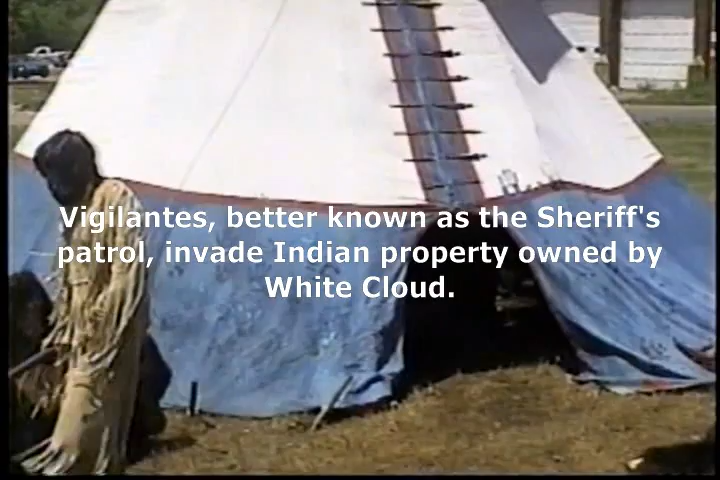 Vigilantes, better known as the Sheriff's
patrol, invade Indian property owned by
White Cloud.